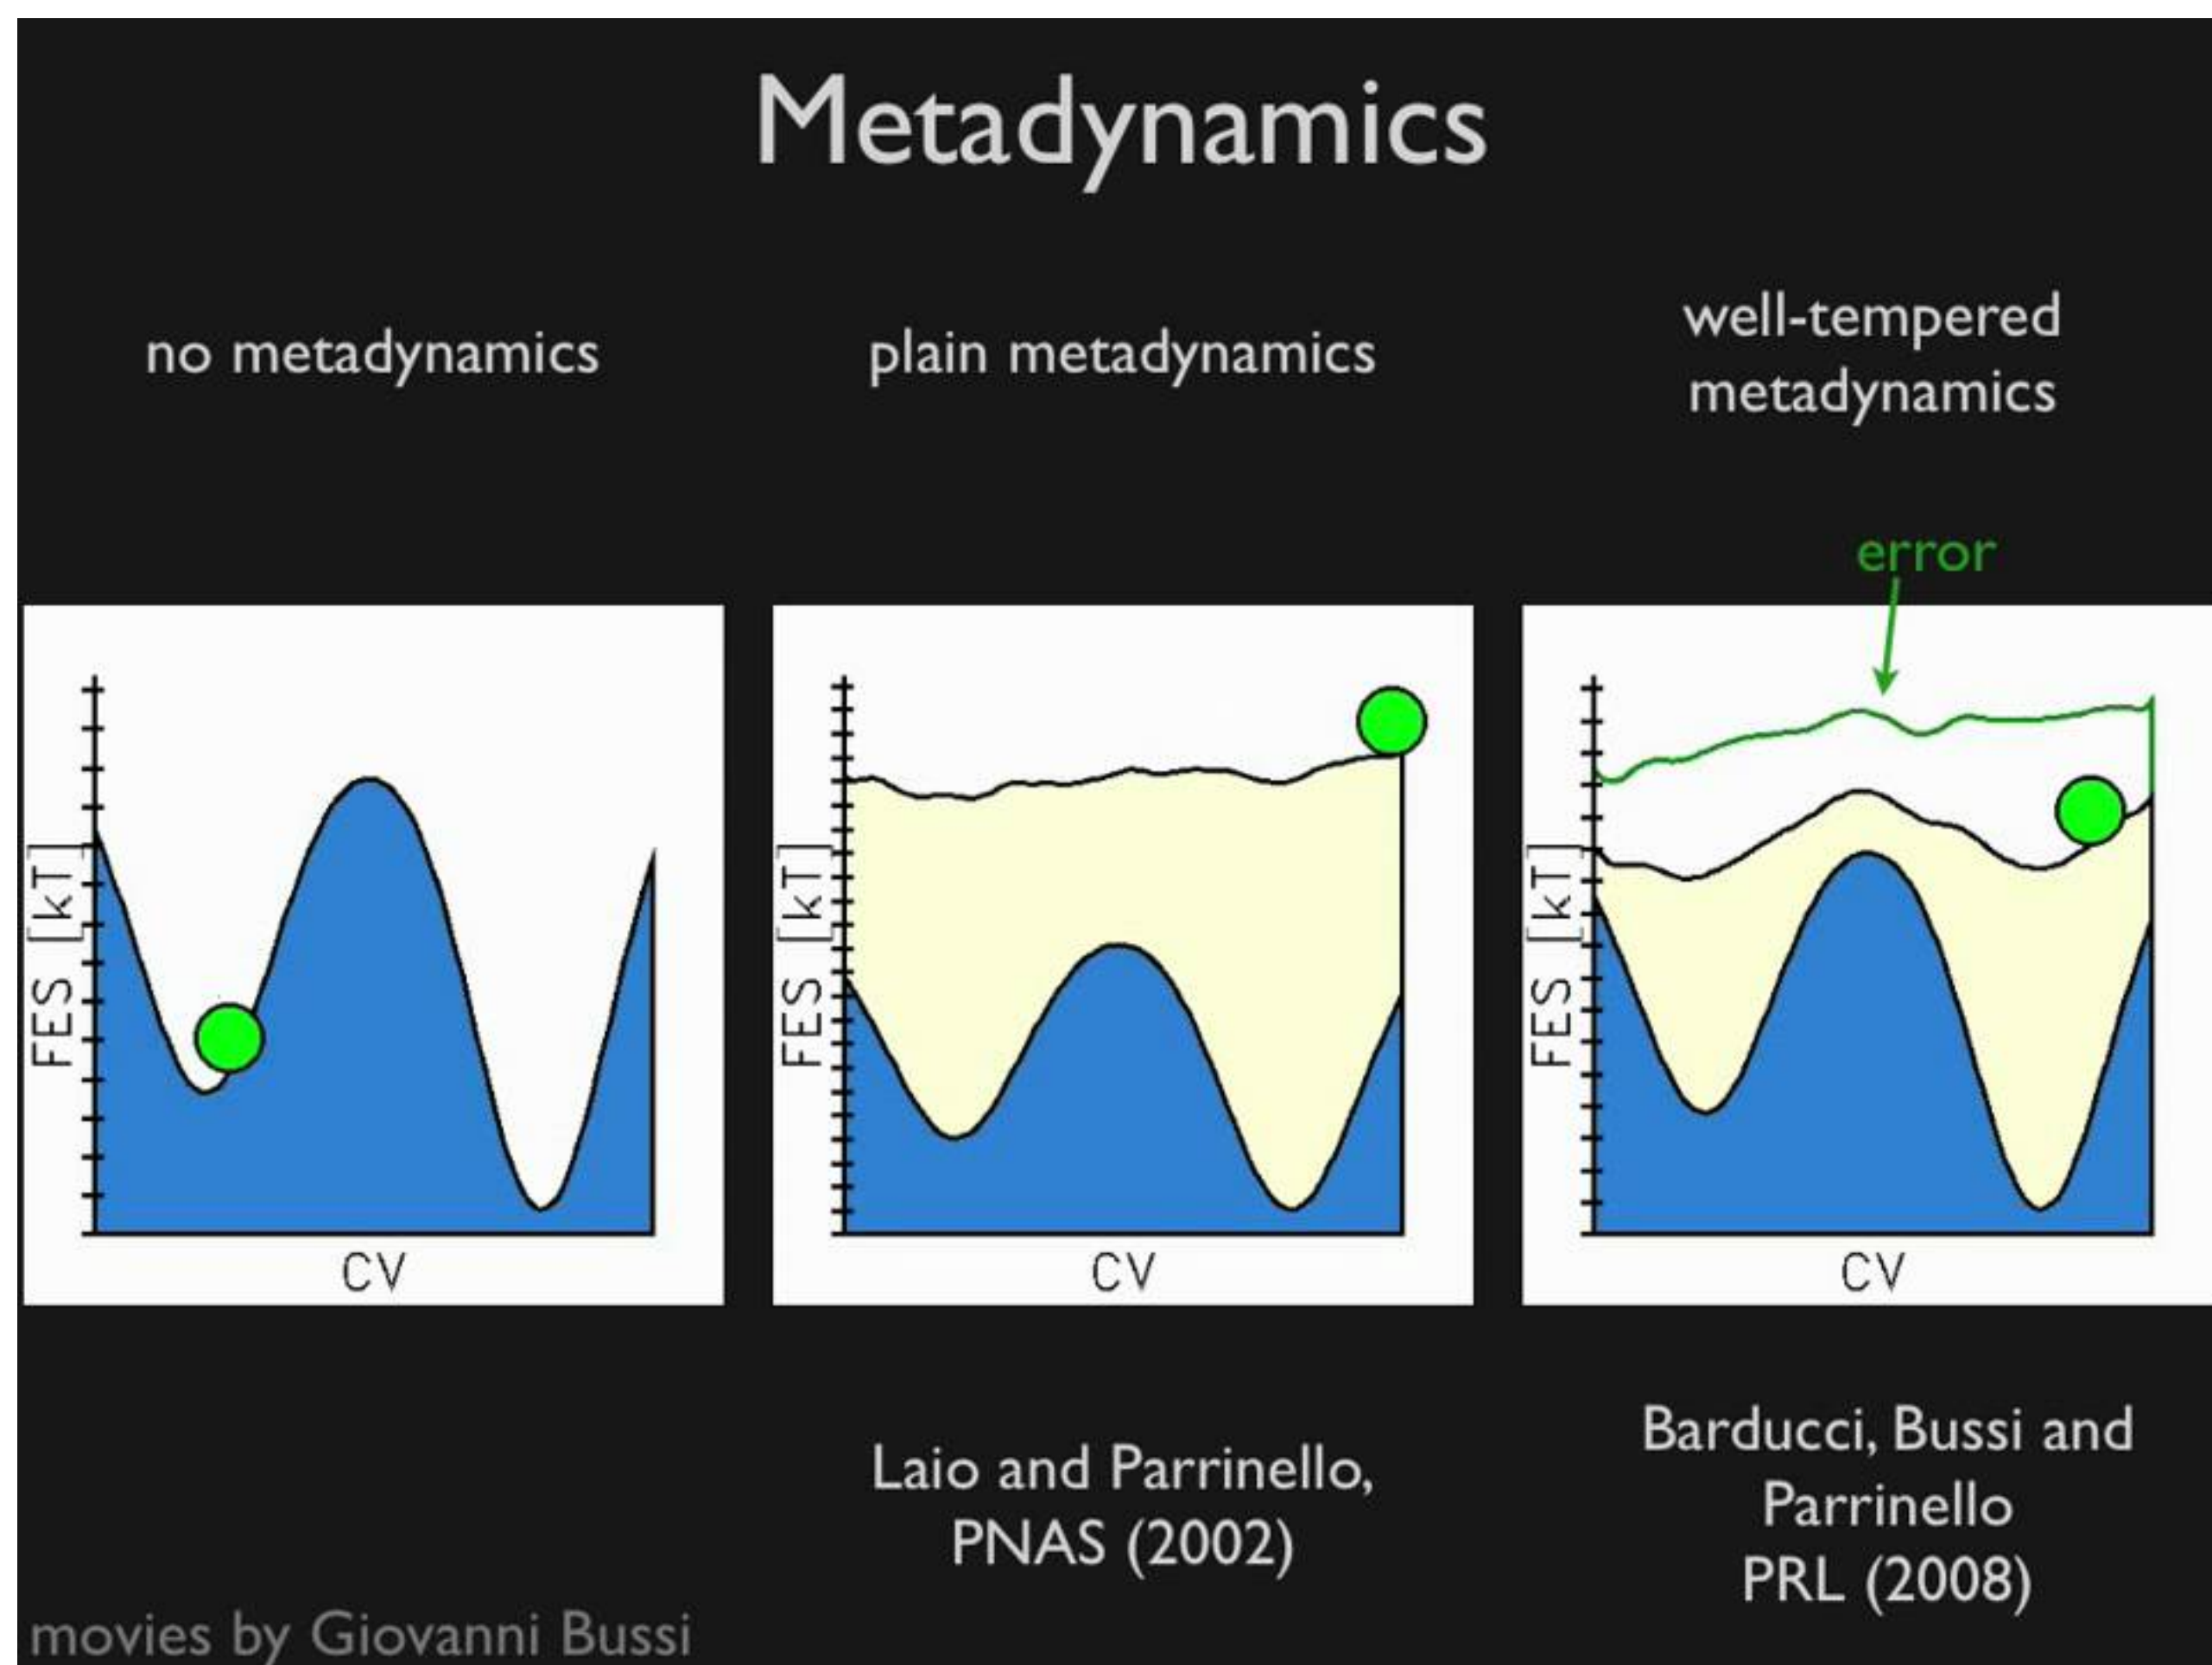 Metadynamics
no metadynamics
plain metadynamics
well-tempered
metadynamics
error
FES [kT]
CV
FES [kT]
CV
FES [kT]
CV
Laio and Parrinello,
PNAS (2002)
Barducci, Bussi and
Parrinello
PRL (2008)
movies by Giovanni Bussi